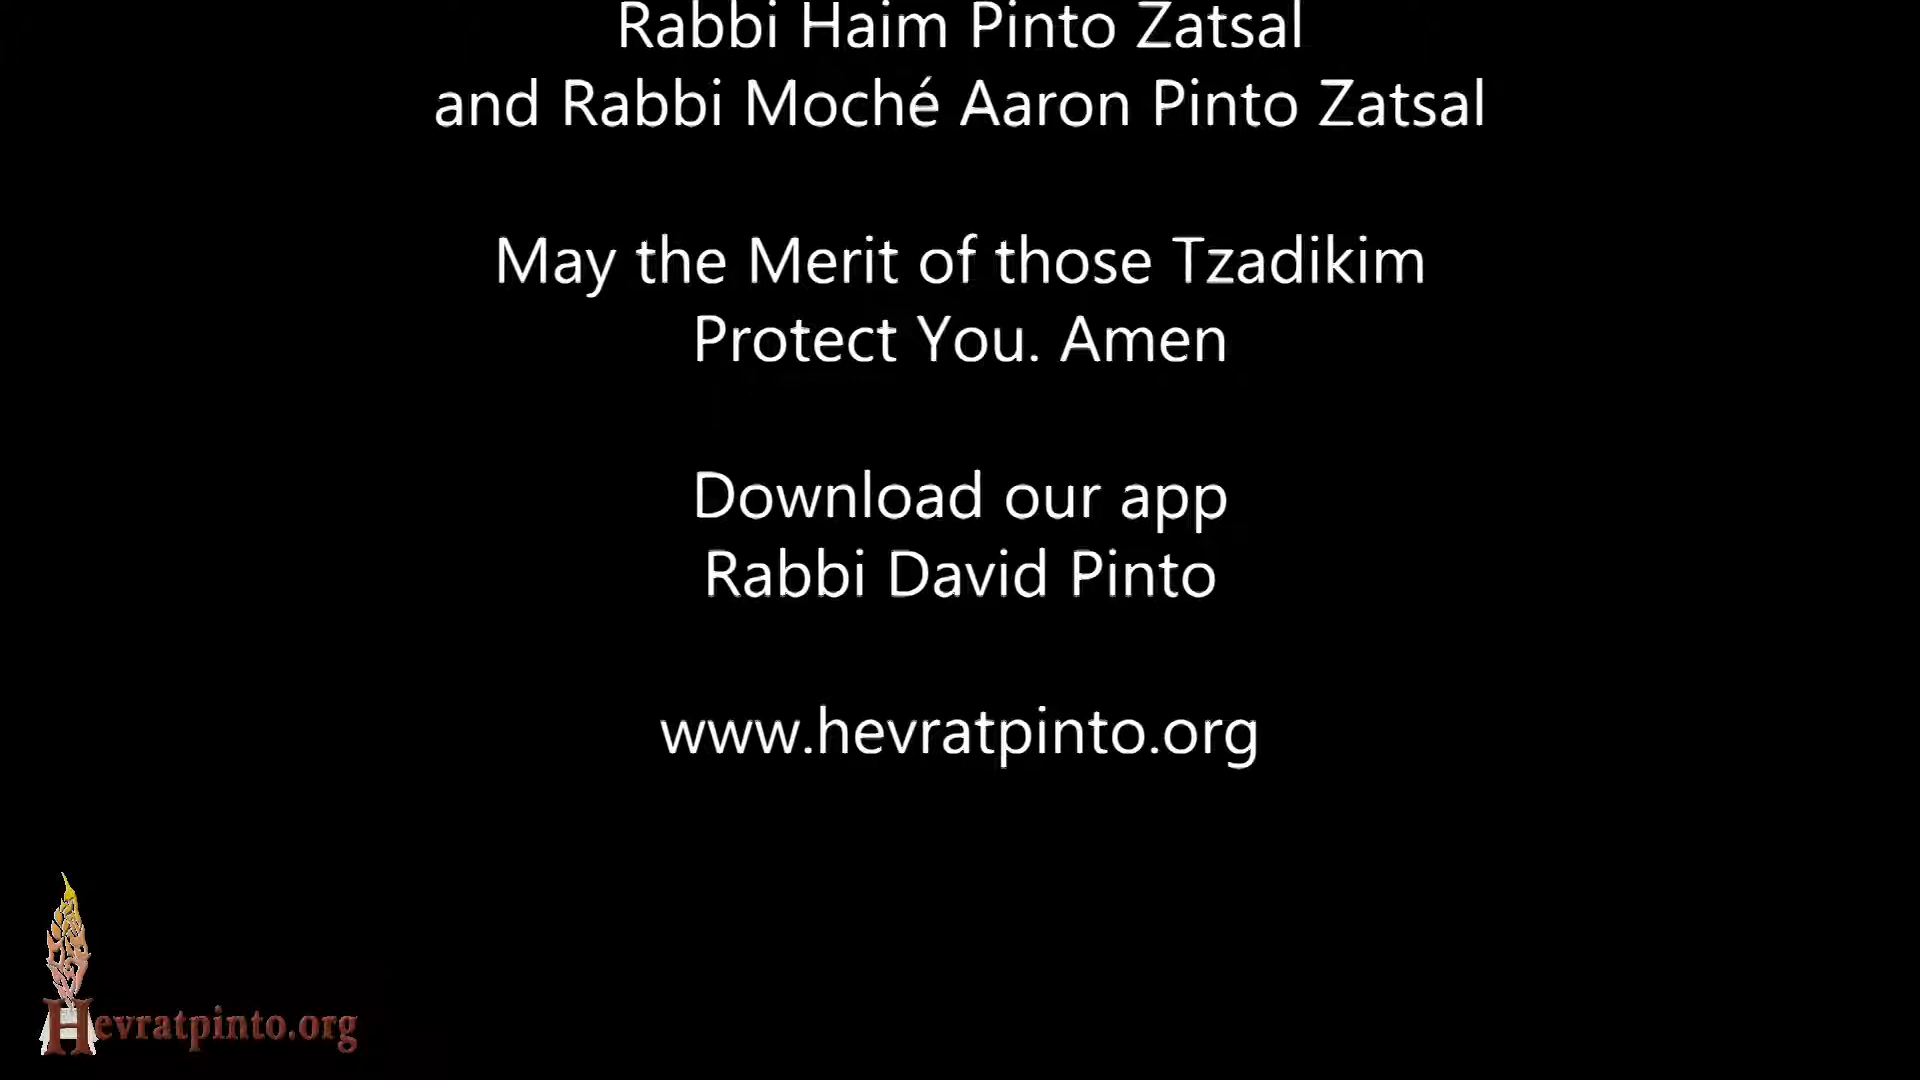 Rabbi Haim Pinto Zatsal
and Rabbi Moché Aaron Pinto Zatsal
May the Merit of those Tzadikim
Protect You. Amen
Download our app
Rabbi David Pinto
www.hevratpinto.org
Hevratpinto.org